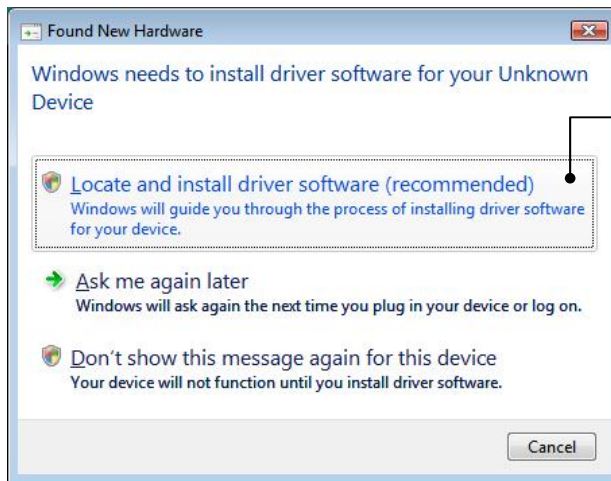 Found New Hardware
Windows needs to install driver software for your Unknown
Device
Locate and install driver software (recommended)
Windows will guide you through the process of installing driver software
for your device.
Ask me again later
Windows will ask again the next time you plug in your device or log on.
Don't show this message again for this device
Your device will not function until you install driver software.
Cancel